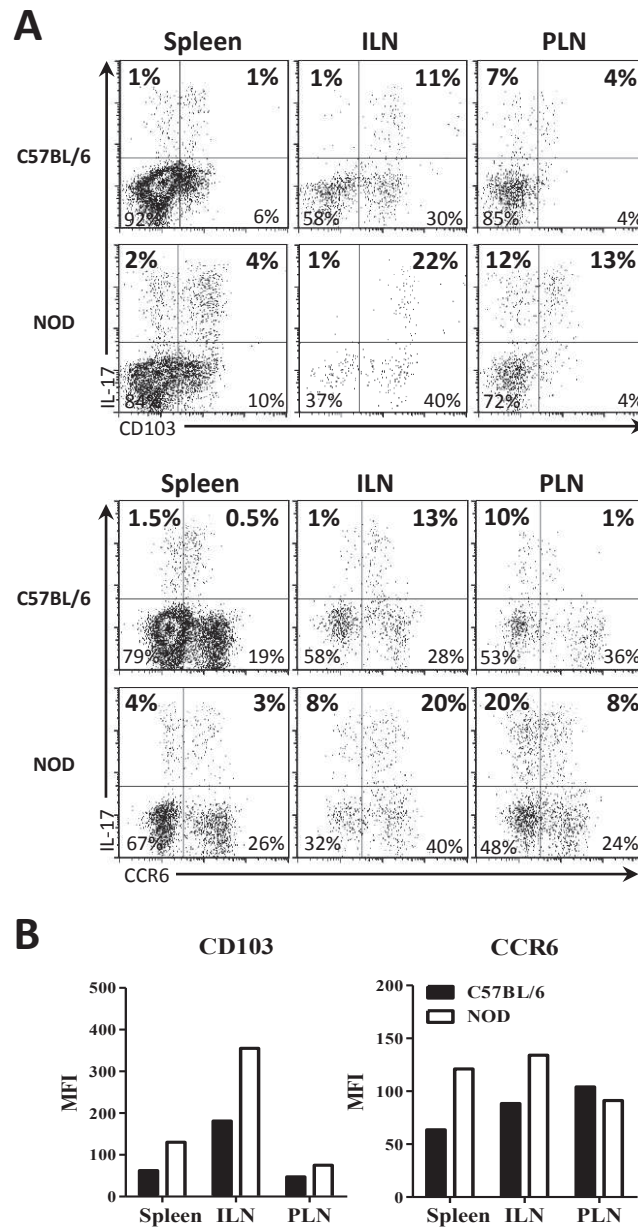 A
Spleen ILN PLN
C57BL/6
1% 1% 1% 11% 7% 4%
92% 6% 58% 30% 85% 4%
NOD
2% 4% 1% 22% 12% 13%
84% 10% 37% 40% 72% 4%
IL-17
CD103
Spleen ILN PLN
C57BL/6
1.5% 0.5% 1% 13% 10% 1%
79% 19% 58% 28% 53% 36%
NOD
4% 3% 8% 20% 20% 8%
67% 26% 32% 40% 48% 24%
IL-17
CCR6
B
CD103
MFI
500
400
300
200
100
0
Spleen ILN PLN
CCR6
C57BL/6
NOD
MFI
200
150
100
50
0
Spleen ILN PLN